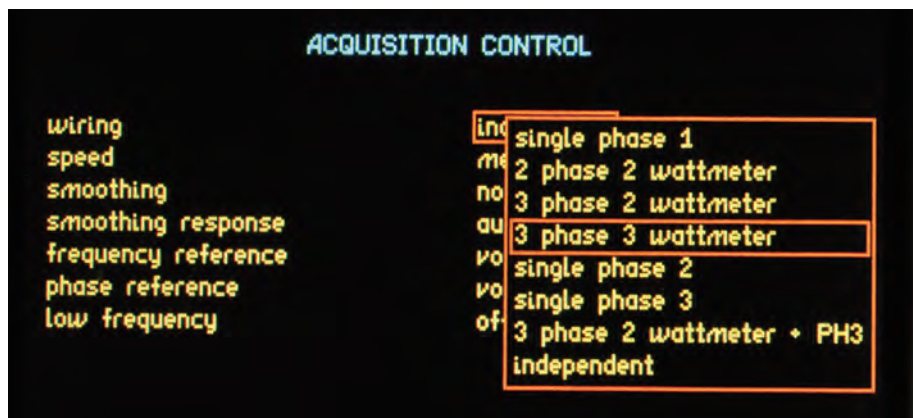 ACQUISITION CONTROL
wiring
speed
smoothing
smoothing response
frequency reference
phase reference
low frequency
single phase 1
2 phase 2 wattmeter
3 phase 2 wattmeter
3 phase 3 wattmeter
single phase 2
single phase 3
3 phase 2 wattmeter + PH3
independent